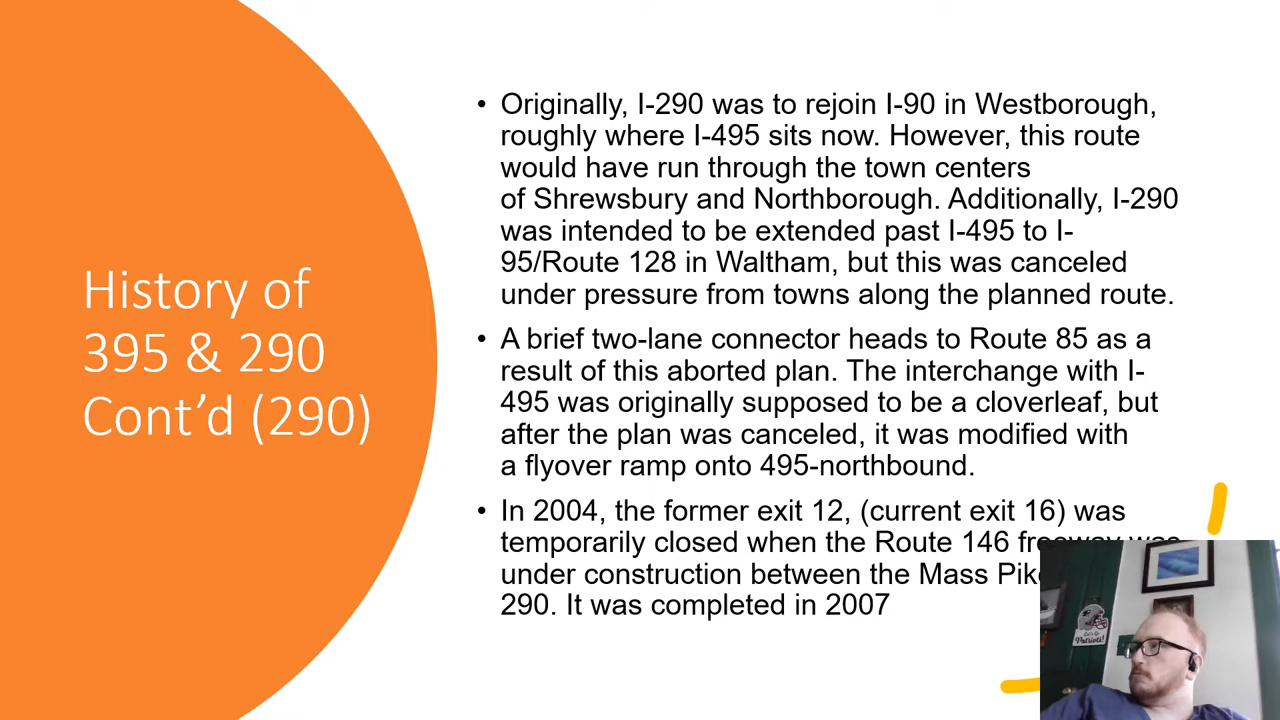 History of
395 & 290
Cont’d (290)
• Originally, I-290 was to rejoin I-90 in Westborough,
roughly where I-495 sits now. However, this route
would have run through the town centers
of Shrewsbury and Northborough. Additionally, I-290
was intended to be extended past I-495 to I-
95/Route 128 in Waltham, but this was canceled
under pressure from towns along the planned route.
• A brief two-lane connector heads to Route 85 as a
result of this aborted plan. The interchange with I-
495 was originally supposed to be a cloverleaf, but
after the plan was canceled, it was modified with
a flyover ramp onto 495-northbound.
• In 2004, the former exit 12, (current exit 16) was
temporarily closed when the Route 146 freeway was
under construction between the Mass Pike
290. It was completed in 2007
Let's Go
Patriots!